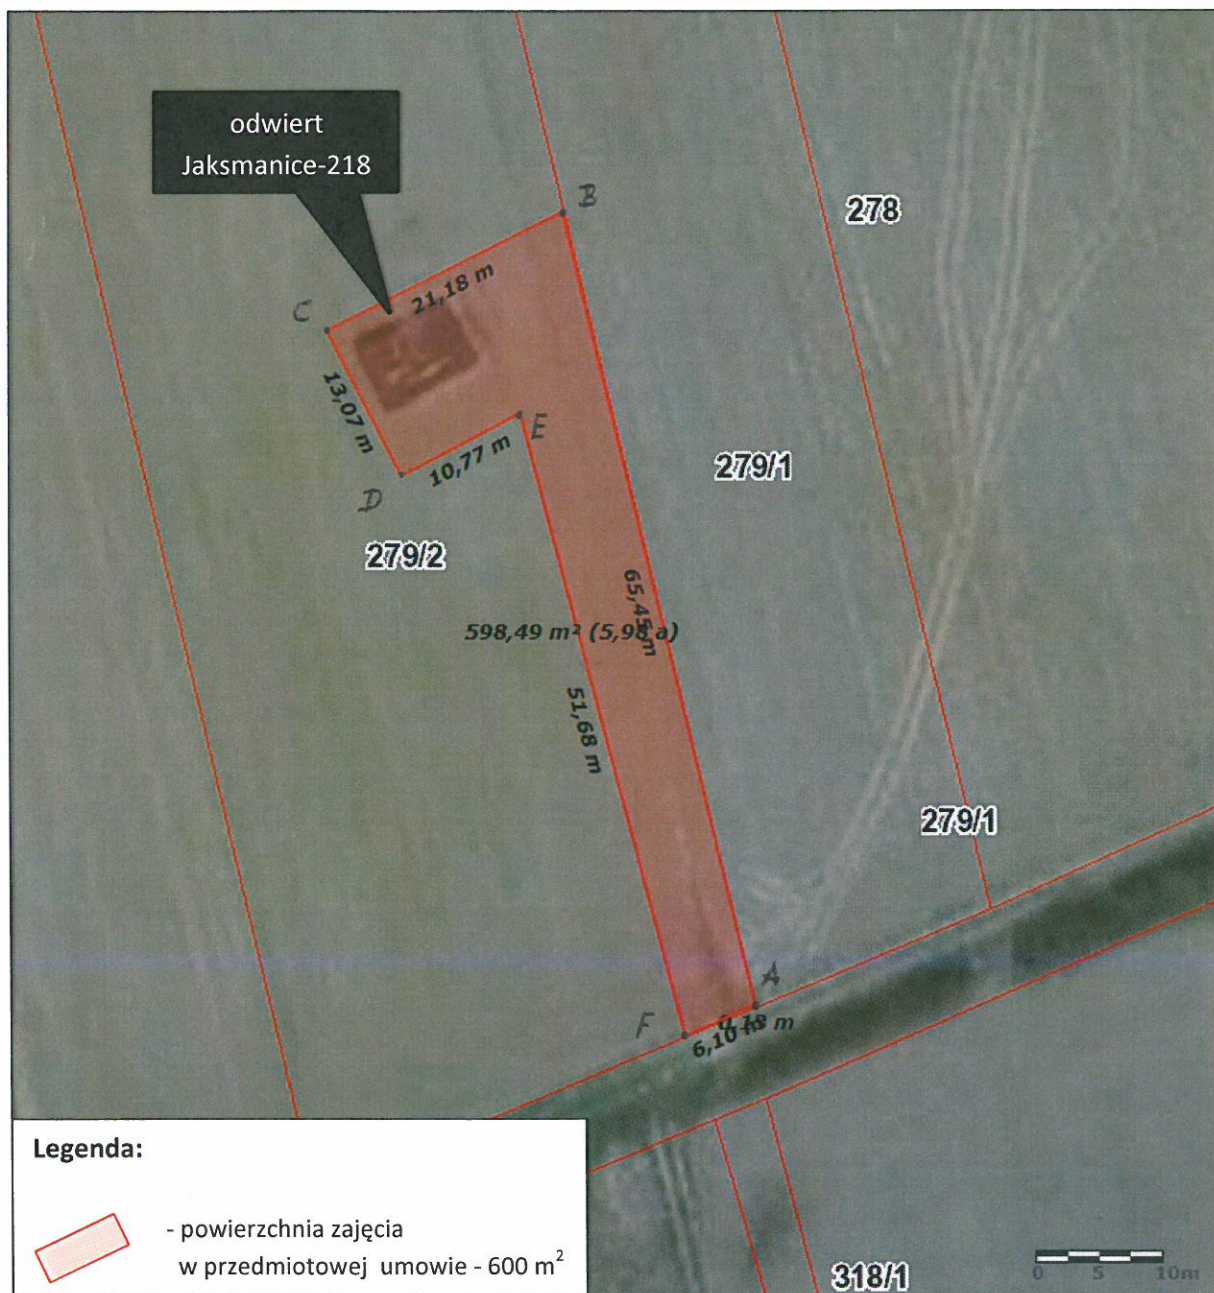 odwiert
Jaksmanice-218
B
278
21,18 m
C
13,07 m
E
10,77 m
279/1
D
279/2
65,45 m
598,49 m² (5,98 a)
51,68 m
279/1
A
F
6,10 m
Legenda:
- powierzchnia zajęcia
w przedmiotowej umowie - 600 m²
318/1
0 5 10m